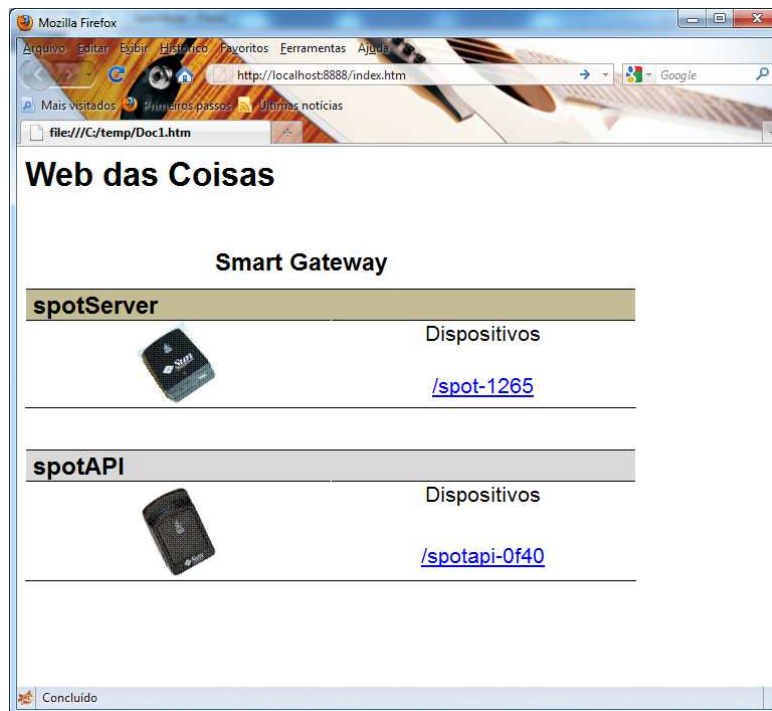 Mozilla Firefox
Arquivo Editar Exibir Histórico Favoritos Ferramentas Ajuda
http://localhost:8888/index.htm
Google
Mais visitados Primeiros passos Últimas notícias
file:///C:/temp/Doc1.htm
Web das Coisas
Smart Gateway
spotServer
Sun
Dispositivos
/spot-1265
spotAPI
Sun
Dispositivos
/spotapi-0f40
Concluído